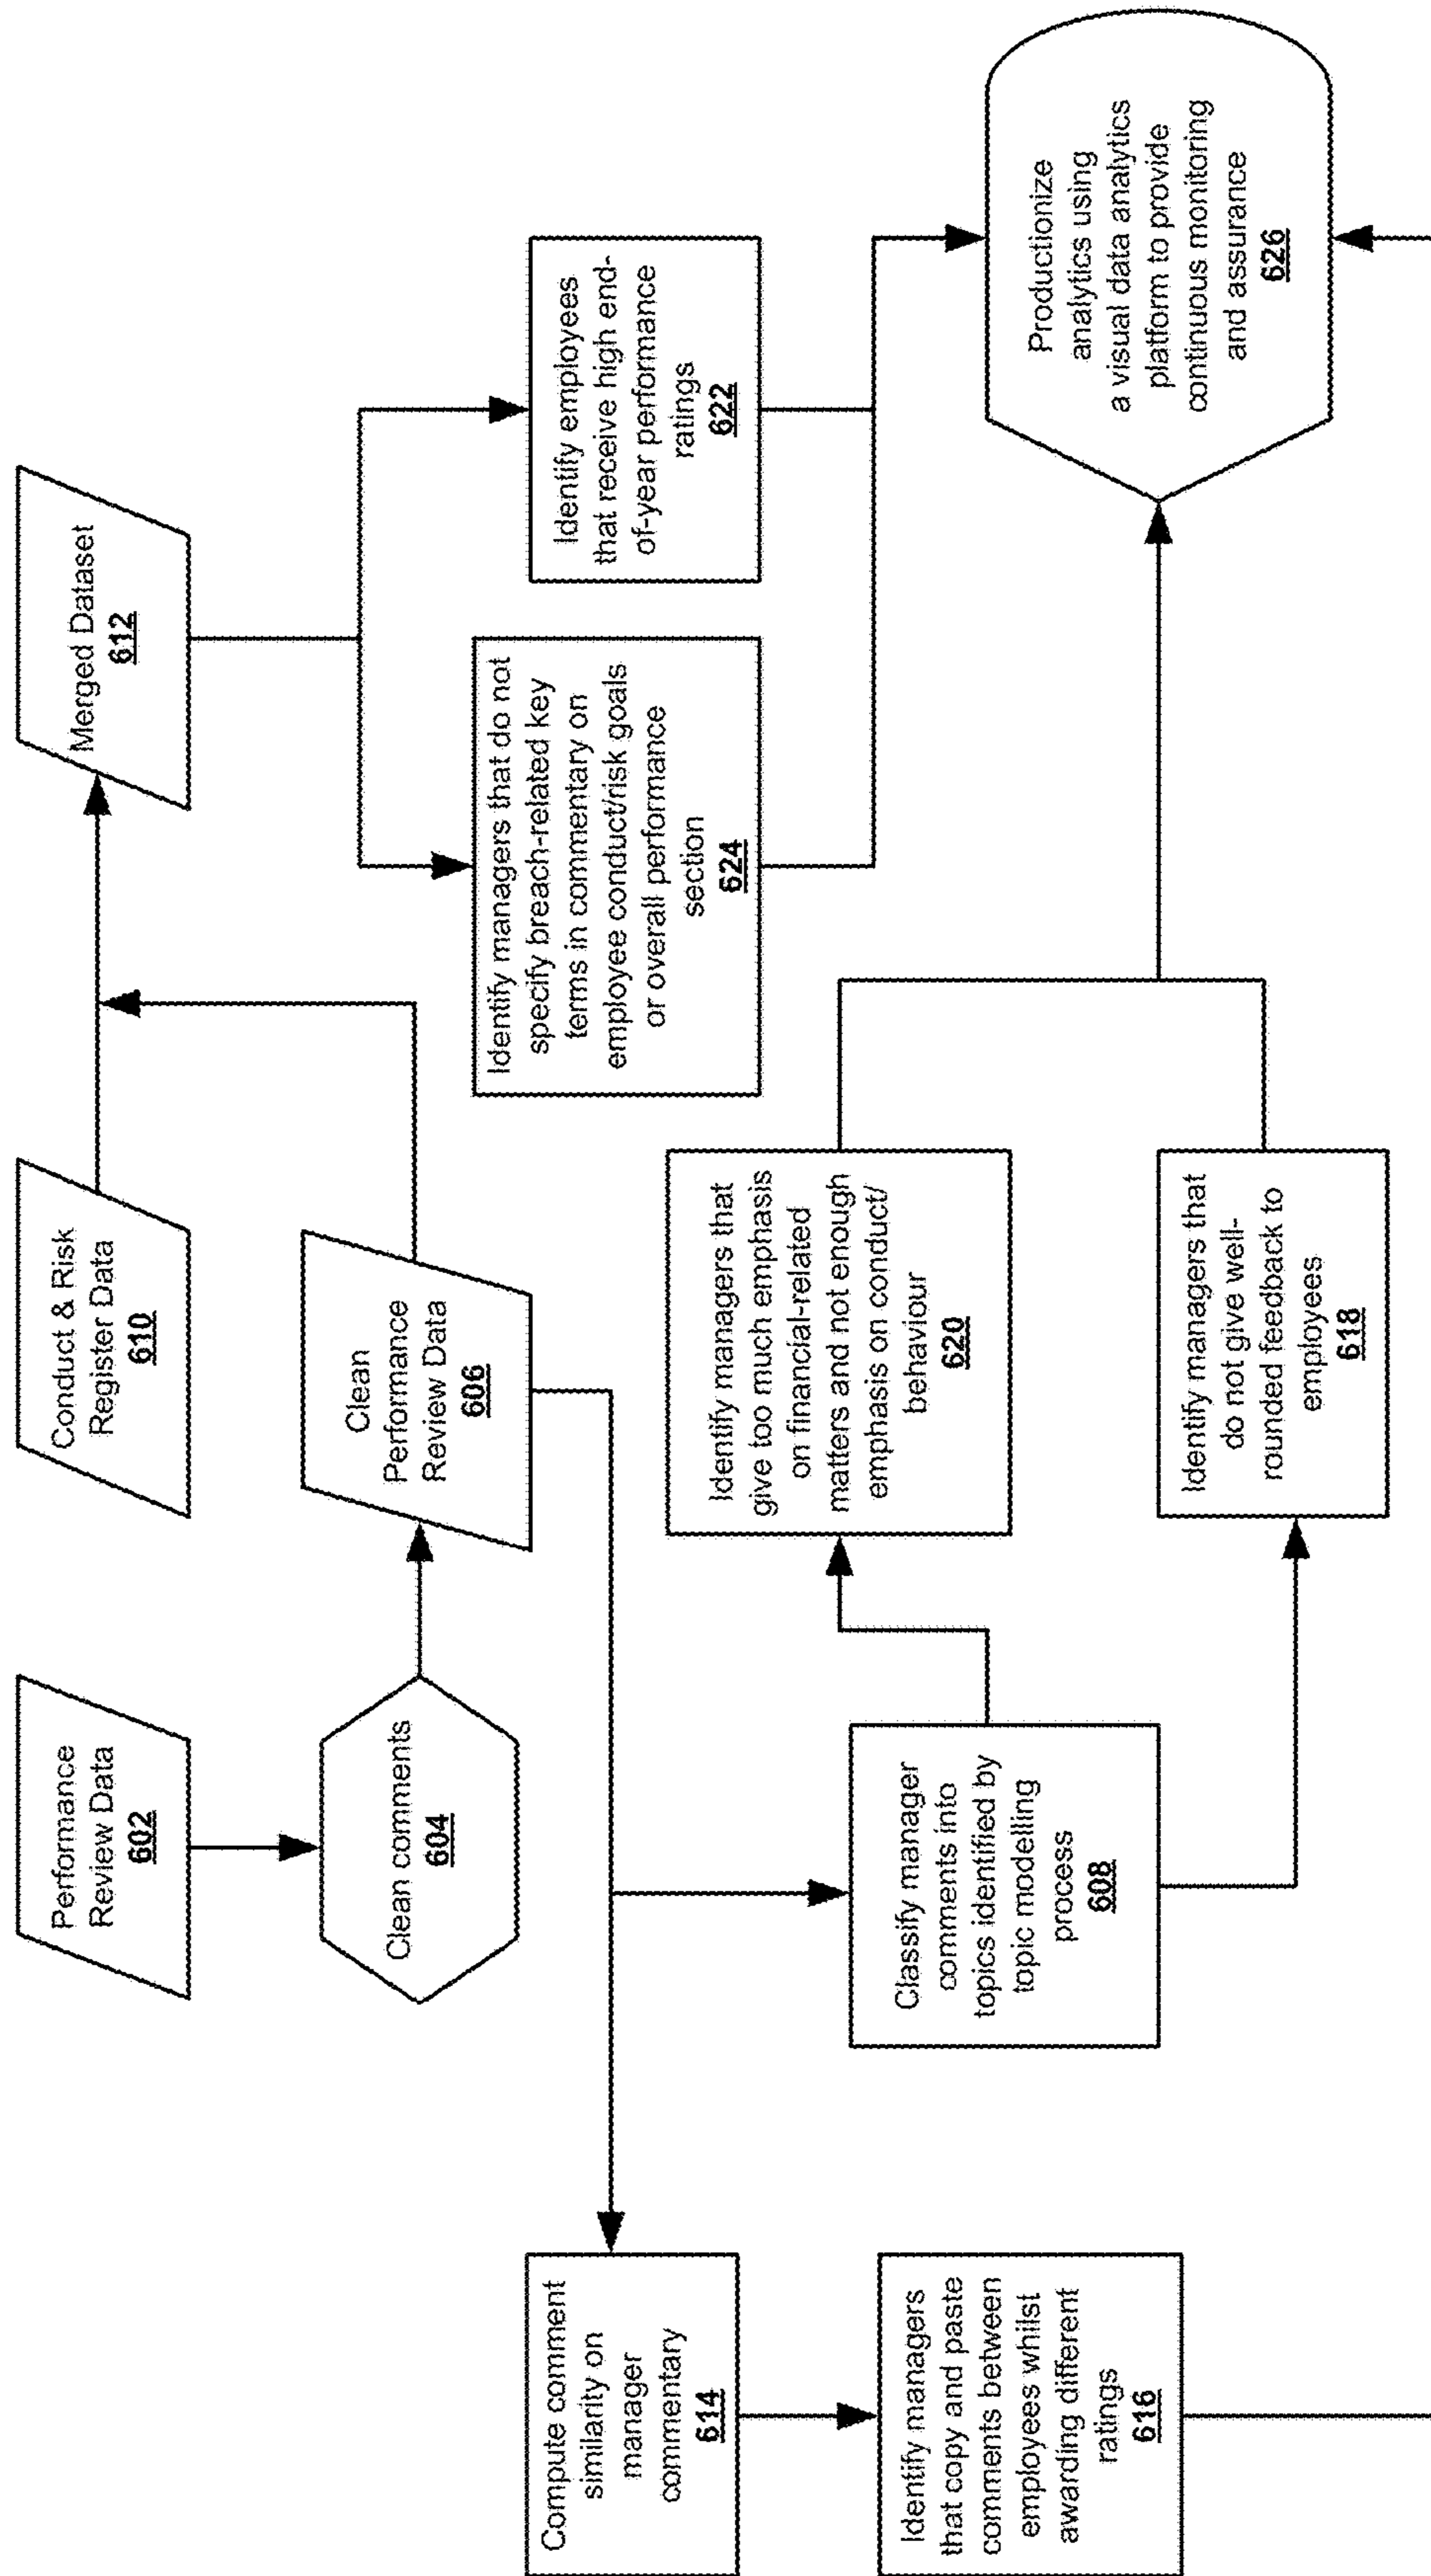 Performance
Review Data
602
Conduct & Risk
Register Data
610
Merged Dataset
612
Clean comments
604
Clean
Performance
Review Data
606
Compute comment
similarity on
manager
commentary
614
Identify managers that do not
specify breach-related key
terms in commentary on
employee conduct/risk goals
or overall performance
section
624
Identify employees
that receive high end-
of-year performance
ratings
622
Identify managers
that copy and paste
comments between
employees whilst
awarding different
ratings
616
Classify manager
comments into
topics identified by
topic modelling
process
608
Identify managers that
give too much emphasis
on financial-related
matters and not enough
emphasis on conduct/
behaviour
620
Identify managers that
do not give well-
rounded feedback to
employees
618
Productionize
analytics using
a visual data analytics
platform to provide
continuous monitoring
and assurance
626